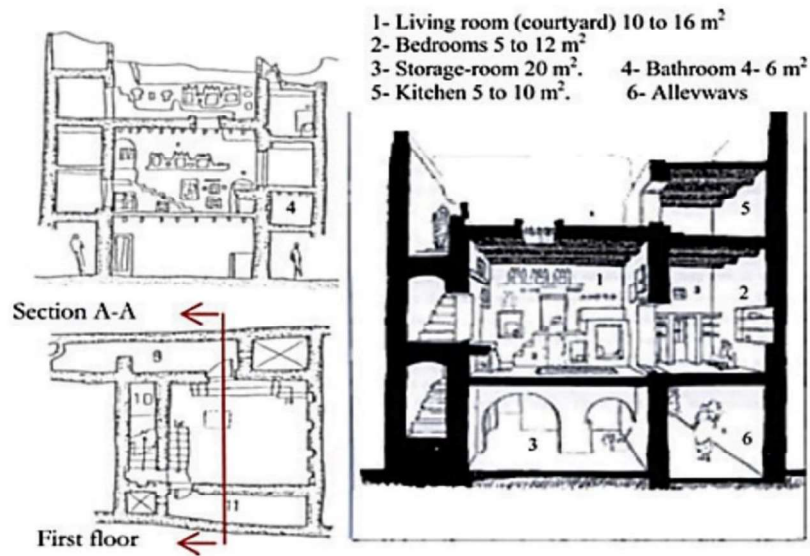 1- Living room (courtyard) 10 to 16 m²
2- Bedrooms 5 to 12 m²
3- Storage-room 20 m². 4- Bathroom 4- 6 m²
5- Kitchen 5 to 10 m². 6- Allevwavs
4
5
1
2
3
6
Section A-A
10
11
First floor